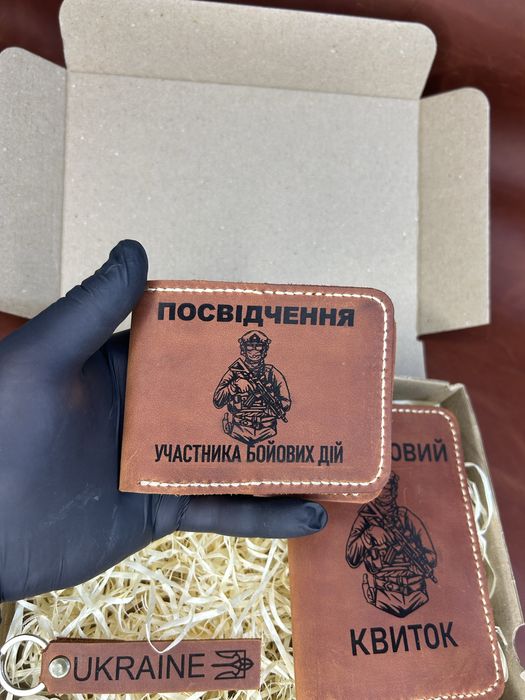 ПОСВІДЧЕННЯ
УЧАСНИКА БОЙОВИХ ДІЙ
ОВИЙ
КВИТОК
UKRAINE